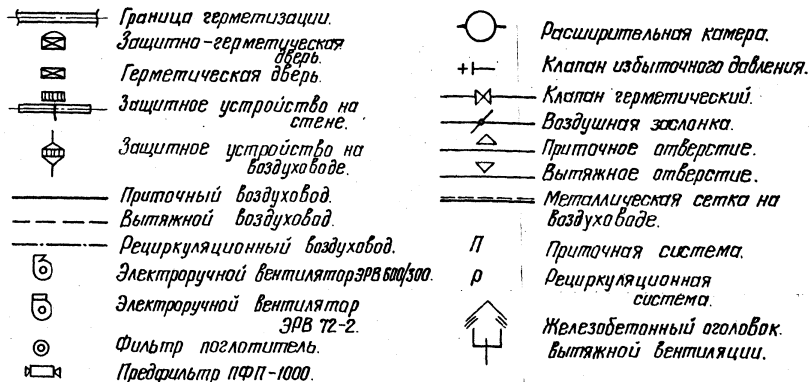 Граница герметизации.
Защитно-герметическая
дверь.
Герметическая дверь.
Защитное устройство на
стене.
Защитное устройство на
воздуховоде.
Приточный воздуховод.
Вытяжной воздуховод.
Рециркуляционный воздуховод.
Электроручной вентилятор ЭРВ 600/300.
Электроручной вентилятор
ЭРВ 72-2.
Фильтр поглотитель.
Предфильтр ПФП-1000.
Расширительная камера.
Клапан избыточного давления.
Клапан герметический.
Воздушная заслонка.
Приточное отверстие.
Вытяжное отверстие.
Металлическая сетка на
воздуховоде.
П Приточная система.
Р Рециркуляционная
система.
Железобетонный оголовок.
вытяжной вентиляции.